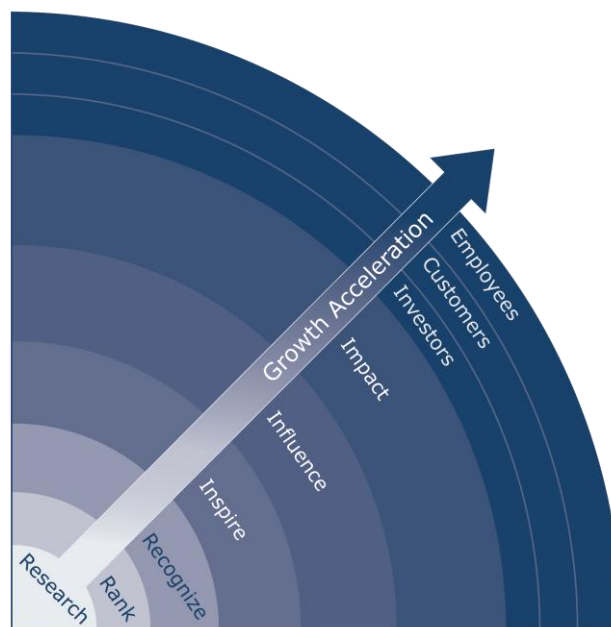 Research
Rank
Recognize
Inspire
Influence
Impact
Investors
Customers
Employees
Growth Acceleration